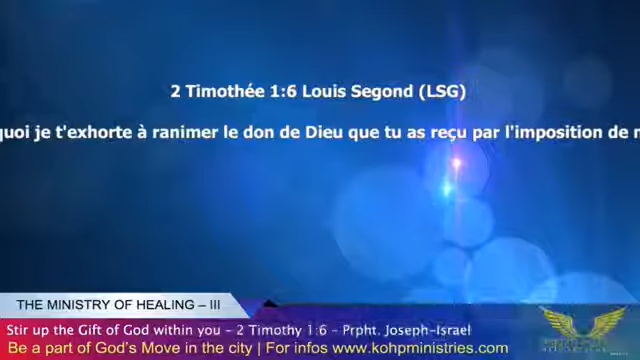 2 Timothée 1:6 Louis Segond (LSG)
quoi je t'exhorte à ranimer le don de Dieu que tu as reçu par l'imposition de
THE MINISTRY OF HEALING – III
Stir up the Gift of God within you – 2 Timothy 1:6 – Prpht. Joseph-Israel
Be a part of God's Move in the city | For infos www.kohpministries.com